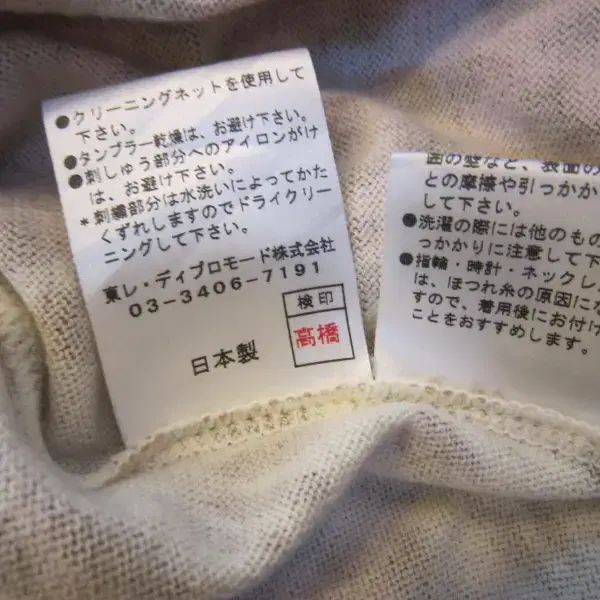 ●クリーニングネットを使用して
下さい。
●タンブラー乾燥は、お避け下さい。
●刺しゅう部分へのアイロンがけ
は、お避け下さい。
*刺繍部分は水洗いによってかた
くずれしますのでドライクリー
ニングして下さい。
東レ・ディプロモード株式会社
03-3406-7191
検印
高橋
日本製
面の壁など、表面の
との摩擦や引っかか
して下さい。
●洗濯の際には他のもの
っかかりに注意して下
●指輪・時計・ネックレ
は、ほつれ糸の原因にな
すので、着用後にお付け
ことをおすすめします。